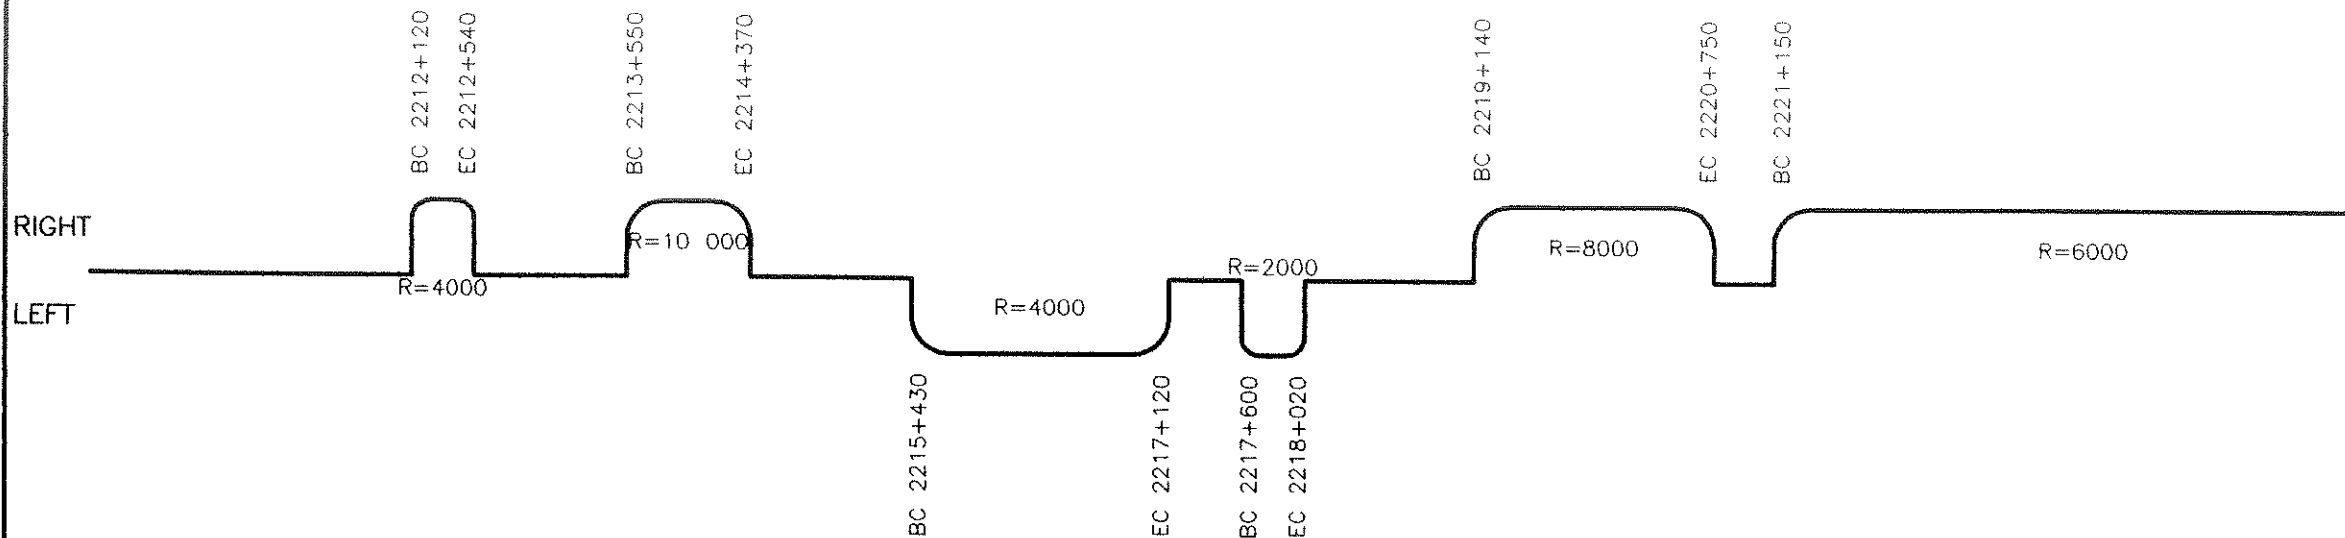 BC 2212+120
EC 2212+540
BC 2213+550
EC 2214+370
BC 2219+140
EC 2220+750
BC 2221+150
RIGHT
R=10 000
R=8000
R=6000
R=4000
R=2000
LEFT
R=4000
BC 2215+430
EC 2217+120
BC 2217+600
EC 2218+020